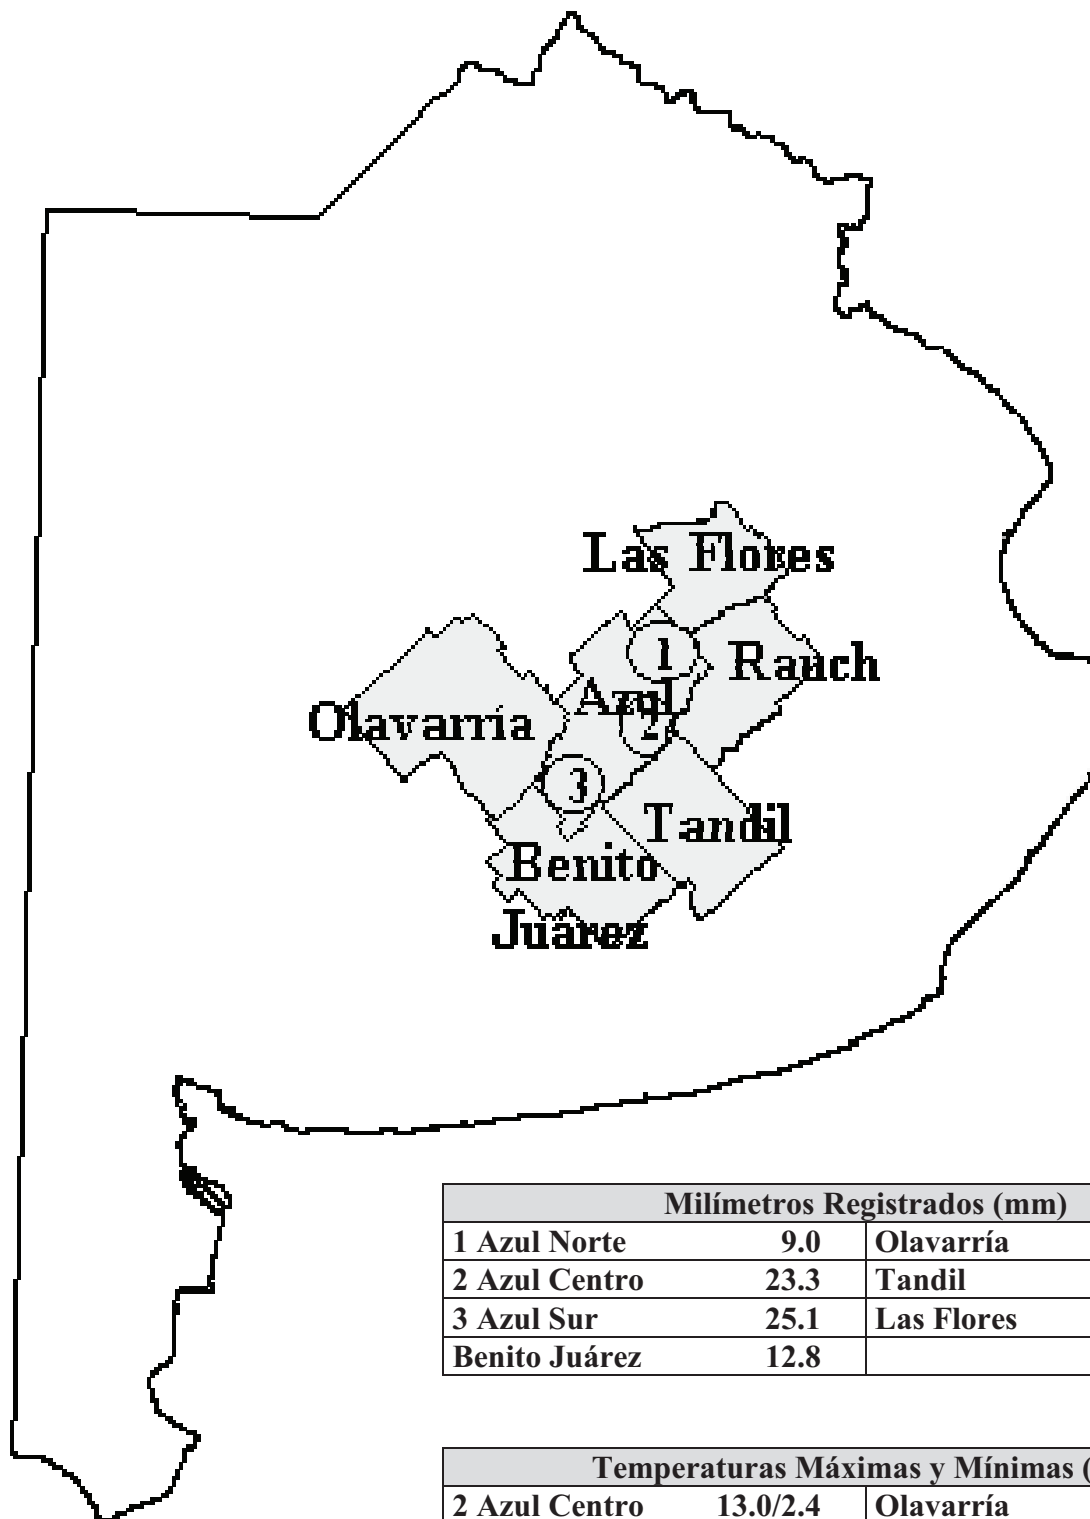 Las Flores
1
Rauch
Azul
Olavarría
2
3
Tandil
Benito
Juárez
Milímetros Registrados (mm)
1 Azul Norte 9.0 Olavarría
2 Azul Centro 23.3 Tandil
3 Azul Sur 25.1 Las Flores
Benito Juárez 12.8
Temperaturas Máximas y Mínimas (
2 Azul Centro 13.0/2.4 Olavarría